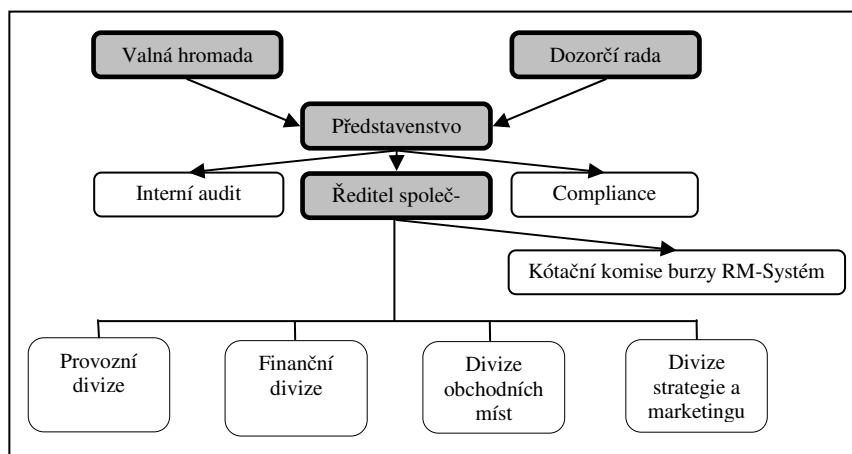 Valná hromada
Dozorčí rada
Představenstvo
Interní audit
Ředitel společ-
Compliance
Kótační komise burzy RM-Systém
Provozní
divize
Finanční
divize
Divize
obchodních
míst
Divize
strategie a
marketingu